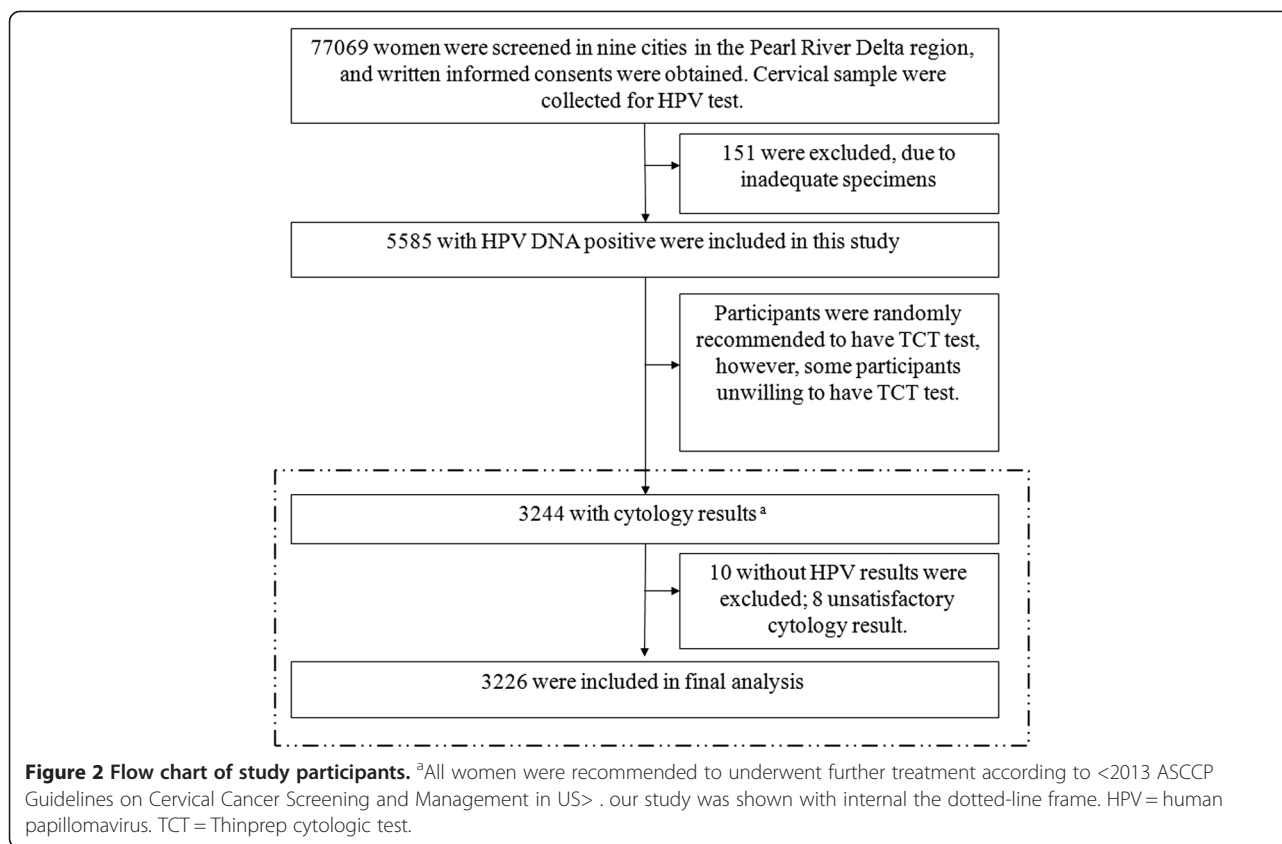 77069 women were screened in nine cities in the Pearl River Delta region,
and written informed consents were obtained. Cervical sample were
collected for HPV test.
151 were excluded, due to
inadequate specimens
5585 with HPV DNA positive were included in this study
Participants were randomly
recommended to have TCT test,
however, some participants
unwilling to have TCT test.
3244 with cytology results a
10 without HPV results were
excluded; 8 unsatisfactory
cytology result.
3226 were included in final analysis
Figure 2 Flow chart of study participants. aAll women were recommended to underwent further treatment according to <2013 ASCCP
Guidelines on Cervical Cancer Screening and Management in US> . our study was shown with internal the dotted-line frame. HPV = human
papillomavirus. TCT = Thinprep cytologic test.